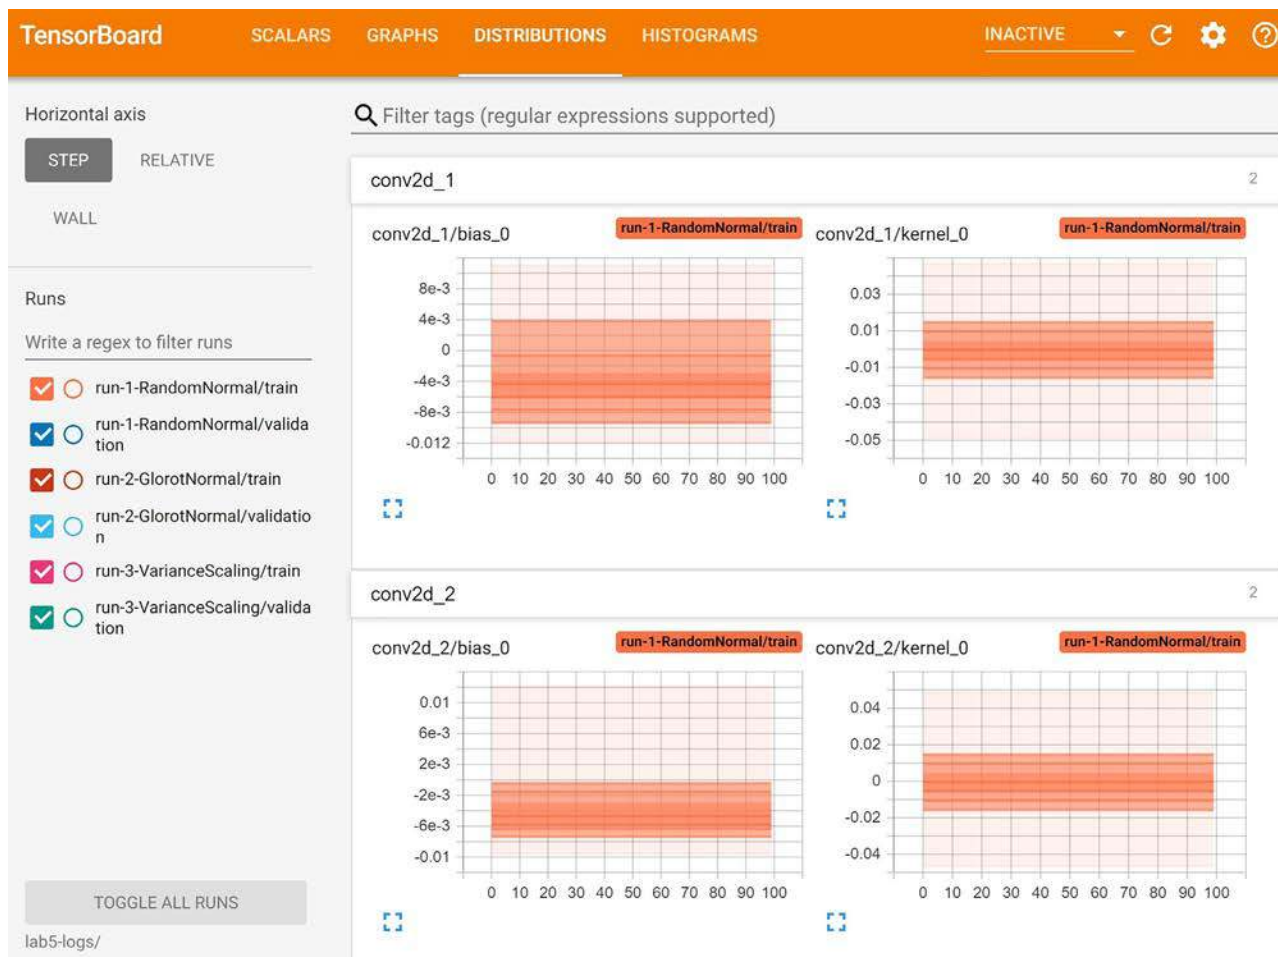 TensorBoard SCALARS GRAPHS DISTRIBUTIONS HISTOGRAMS INACTIVE
Horizontal axis
STEP RELATIVE
WALL
Runs
Write a regex to filter runs
run-1-RandomNormal/train
run-1-RandomNormal/valida
tion
run-2-GlorotNormal/train
run-2-GlorotNormal/validatio
n
run-3-VarianceScaling/train
run-3-VarianceScaling/valida
tion
TOGGLE ALL RUNS
lab5-logs/
Filter tags (regular expressions supported)
conv2d_1 2
conv2d_1/bias_0 run-1-RandomNormal/train
8e-3
4e-3
0
-4e-3
-8e-3
-0.012
0 10 20 30 40 50 60 70 80 90 100
conv2d_1/kernel_0 run-1-RandomNormal/train
0.03
0.01
-0.01
-0.03
-0.05
0 10 20 30 40 50 60 70 80 90 100
conv2d_2 2
conv2d_2/bias_0 run-1-RandomNormal/train
0.01
6e-3
2e-3
-2e-3
-6e-3
-0.01
0 10 20 30 40 50 60 70 80 90 100
conv2d_2/kernel_0 run-1-RandomNormal/train
0.04
0.02
0
-0.02
-0.04
0 10 20 30 40 50 60 70 80 90 100